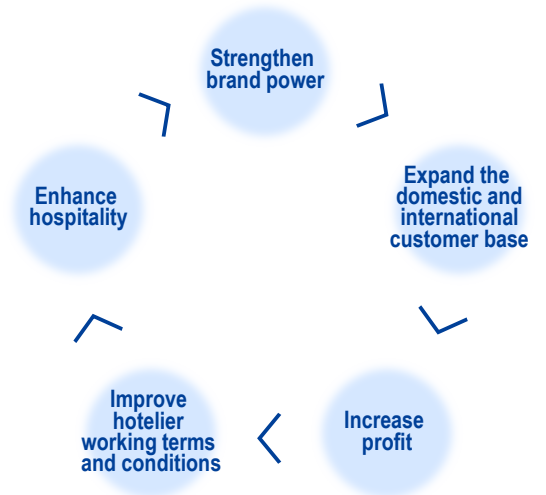 Strengthen
brand power
Expand the
domestic and
international
customer base
Increase
profit
Improve
hotelier
working terms
and conditions
Enhance
hospitality